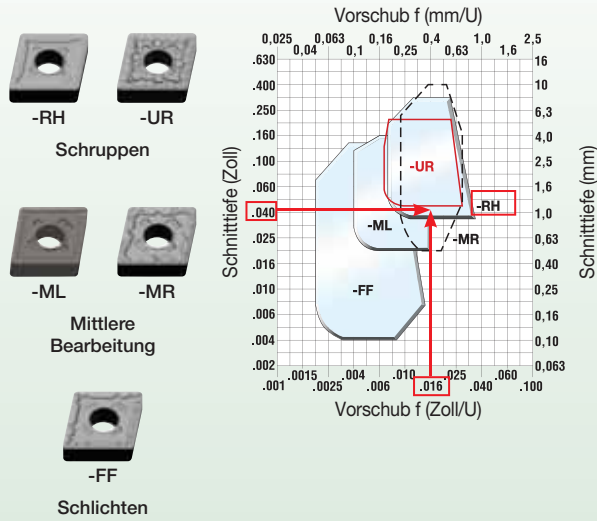 -RH
-UR
Schruppen
-ML
-MR
Mittlere
Bearbeitung
-FF
Schlichten
Vorschub f (mm/U)
0,025 0,063 0,16 0,4 1,0 2,5
0,04 0,1 0,25 0,63 1,6
Schnitttiefe (Zoll)
.630
.400
.250
.160
.100
.060
.040
.025
.016
.010
.006
.004
.002
-UR
-RH
-ML
-MR
-FF
16
10
6,3
4,0
2,5
1,6
1,0
0,63
0,40
0,25
0,16
0,10
0,063
Schnitttiefe (mm)
.0015 .004 .010 .025 .060
.001 .0025 .006 .016 .040 .100
Vorschub f (Zoll/U)